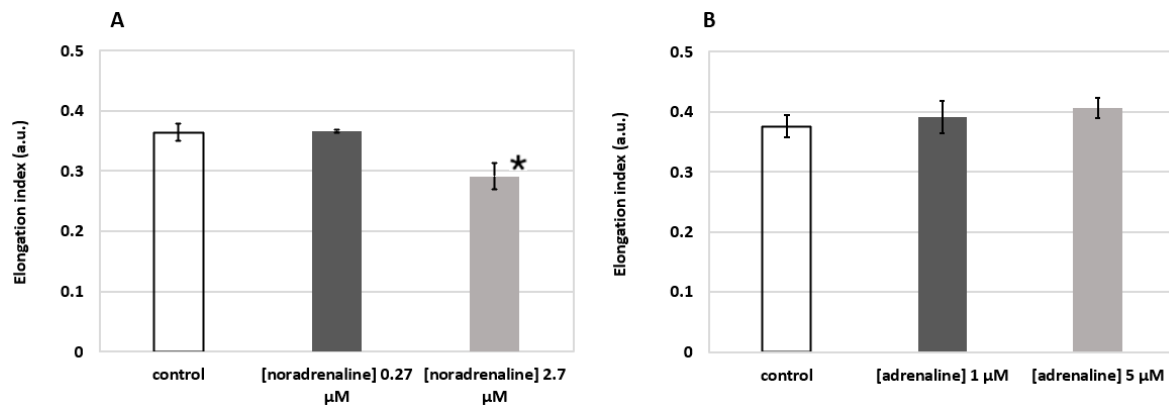 A
Elongation index (a.u.)
0.5
0.4
0.3
0.2
0.1
0
*
control
[noradrenaline] 0.27
µM
[noradrenaline] 2.7
µM
B
Elongation index (a.u.)
0.5
0.4
0.3
0.2
0.1
0
control
[adrenaline] 1 µM
[adrenaline] 5 µM